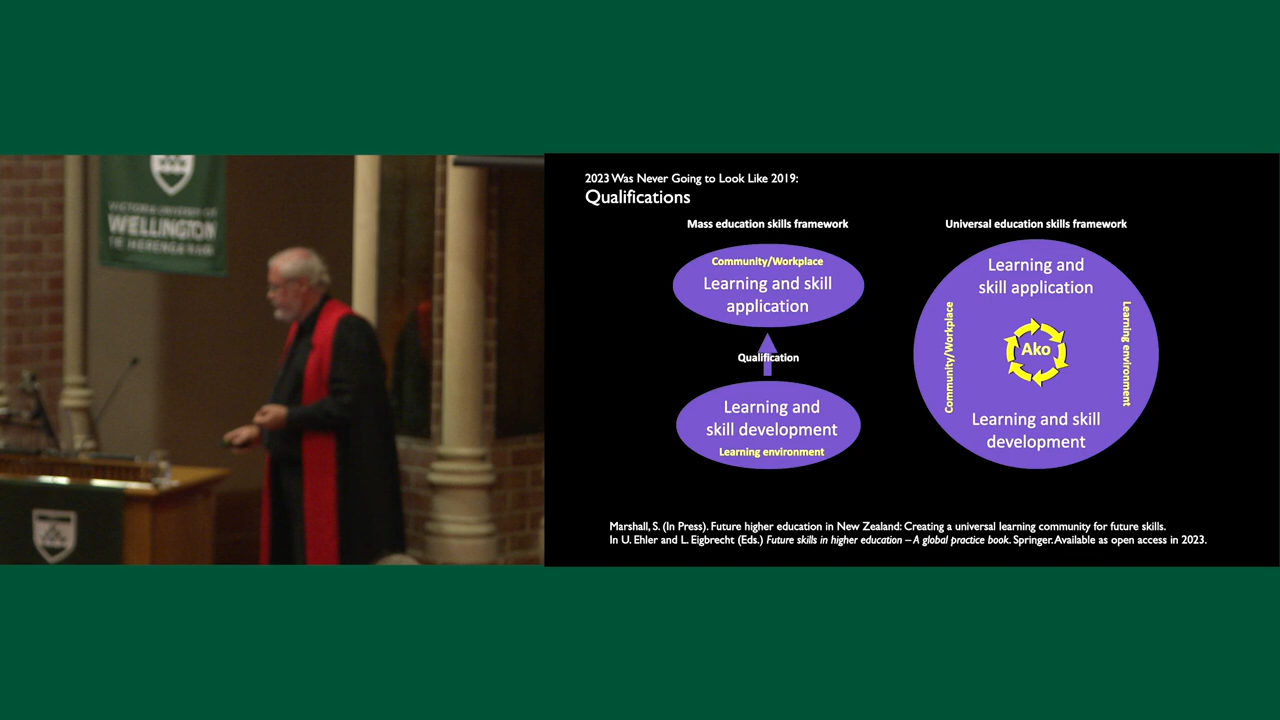 VICTORIA UNIVERSITY OF
WELLINGTON
TE HERENGA WAKA
2023 Was Never Going to Look Like 2019:
Qualifications
Mass education skills framework
Community/Workplace
Learning and skill
application
Qualification
Learning and
skill development
Learning environment
Universal education skills framework
Learning and
skill application
Community/Workplace
Ako
Learning environment
Learning and skill
development
Marshall, S. (In Press). Future higher education in New Zealand: Creating a universal learning community for future skills.
In U. Ehler and L. Eigbrecht (Eds.) Future skills in higher education – A global practice book. Springer. Available as open access in 2023.